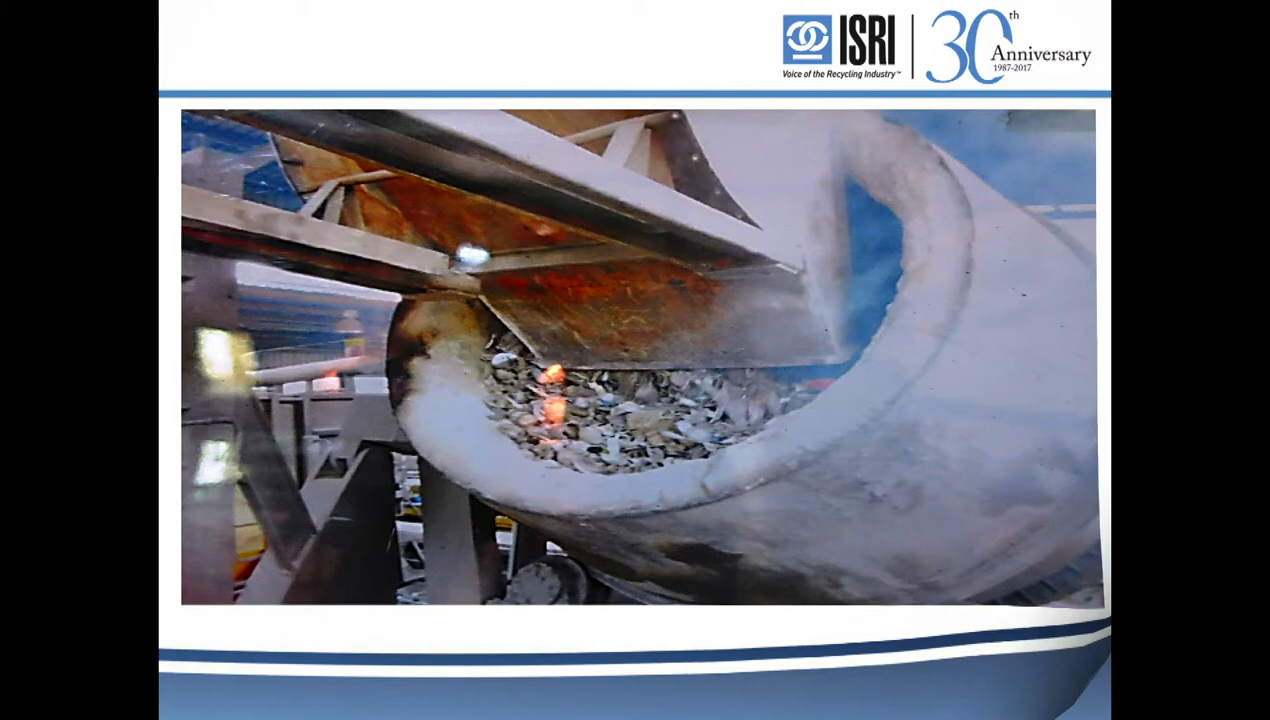 ISRI
Voice of the Recycling Industry™
30th
Anniversary
1987-2017